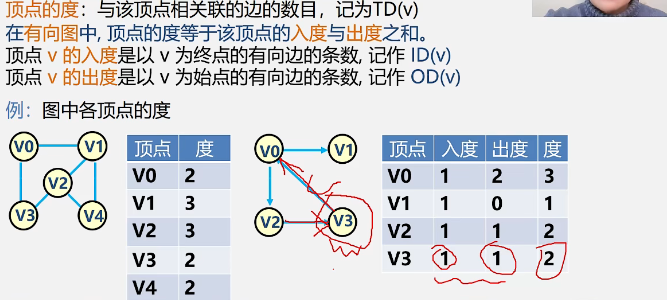 顶点的度：与该顶点相关联的边的数目，记为TD(v)
在有向图中, 顶点的度等于该顶点的入度与出度之和。
顶点 v 的入度是以 v 为终点的有向边的条数, 记作 ID(v)
顶点 v 的出度是以 v 为始点的有向边的条数, 记作 OD(v)
例：图中各顶点的度
V0 V1
V2
V3 V4
顶点 度
V0 2
V1 3
V2 3
V3 2
V4 2
V0 V1
V2 V3
顶点 入度 出度 度
V0 1 2 3
V1 1 0 1
V2 1 1 2
V3 1 1 2